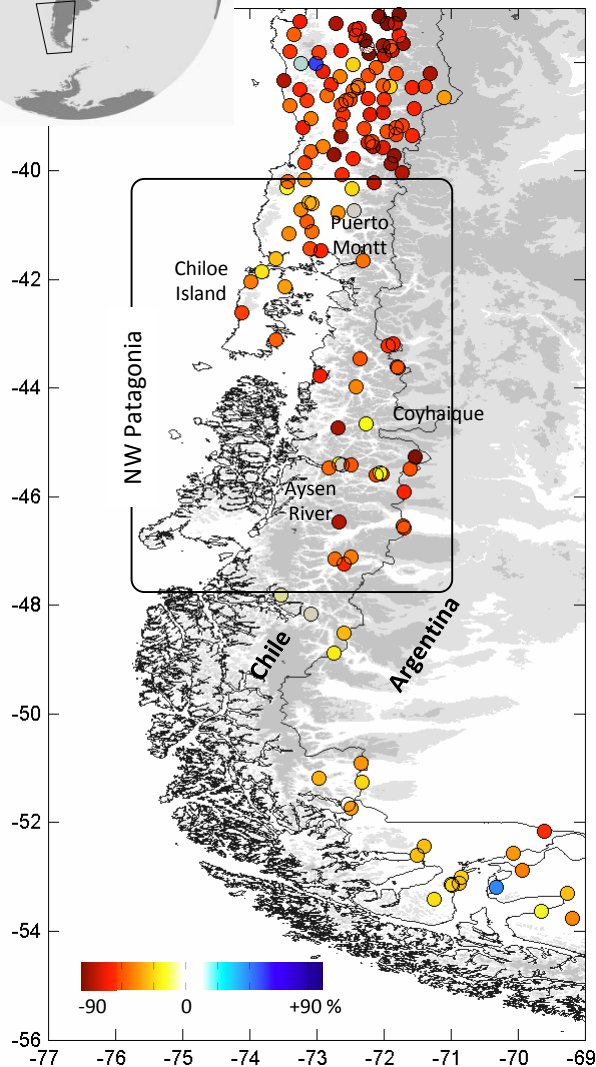 -40
Puerto
Montt
-42
Chiloe
Island
NW Patagonia
-44
Coyhaique
Aysen
River
-46
-48
Chile
Argentina
-50
-52
-54
-90
0
+90 %
-56
-77
-76
-75
-74
-73
-72
-71
-70
-69